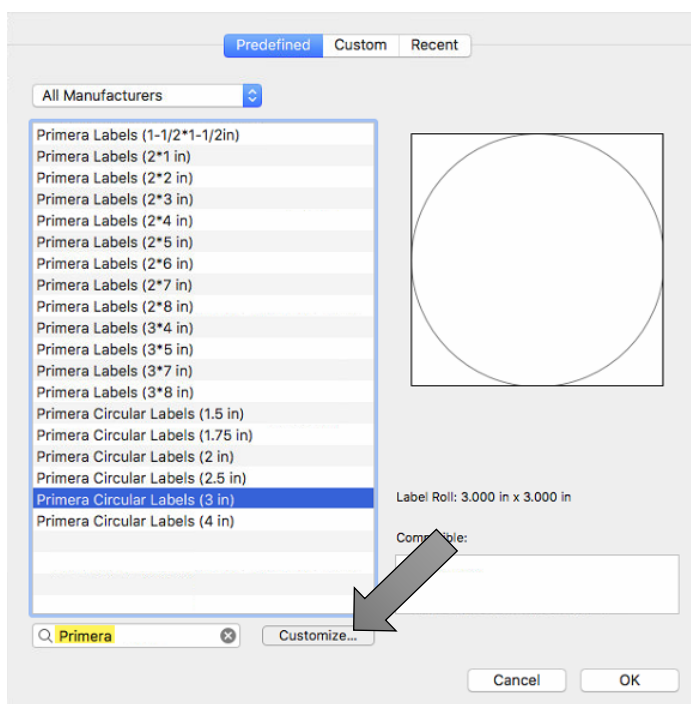 Predefined Custom Recent
All Manufacturers
Primera Labels (1-1/2*1-1/2in)
Primera Labels (2*1 in)
Primera Labels (2*2 in)
Primera Labels (2*3 in)
Primera Labels (2*4 in)
Primera Labels (2*5 in)
Primera Labels (2*6 in)
Primera Labels (2*7 in)
Primera Labels (2*8 in)
Primera Labels (3*4 in)
Primera Labels (3*5 in)
Primera Labels (3*7 in)
Primera Labels (3*8 in)
Primera Circular Labels (1.5 in)
Primera Circular Labels (1.75 in)
Primera Circular Labels (2 in)
Primera Circular Labels (2.5 in)
Primera Circular Labels (3 in)
Primera Circular Labels (4 in)
Label Roll: 3.000 in x 3.000 in
Compatible:
Primera
Customize...
Cancel OK